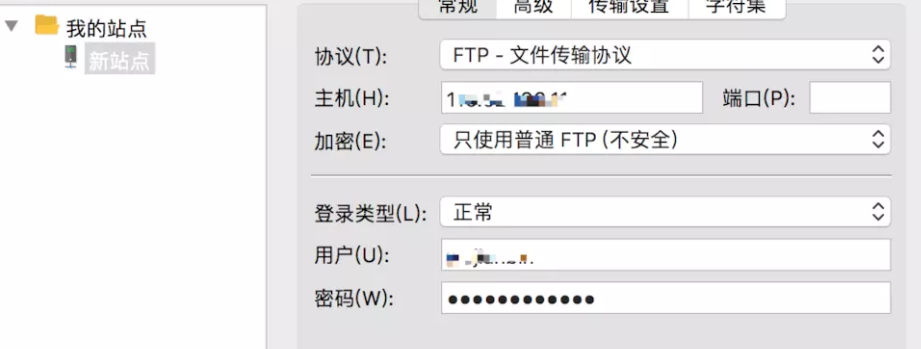 常规 高级 传输设置 字符集
我的站点
新站点
协议(T): FTP - 文件传输协议
主机(H): 端口(P):
加密(E): 只使用普通 FTP (不安全)
登录类型(L): 正常
用户(U):
密码(W): ●●●●●●●●●●●●